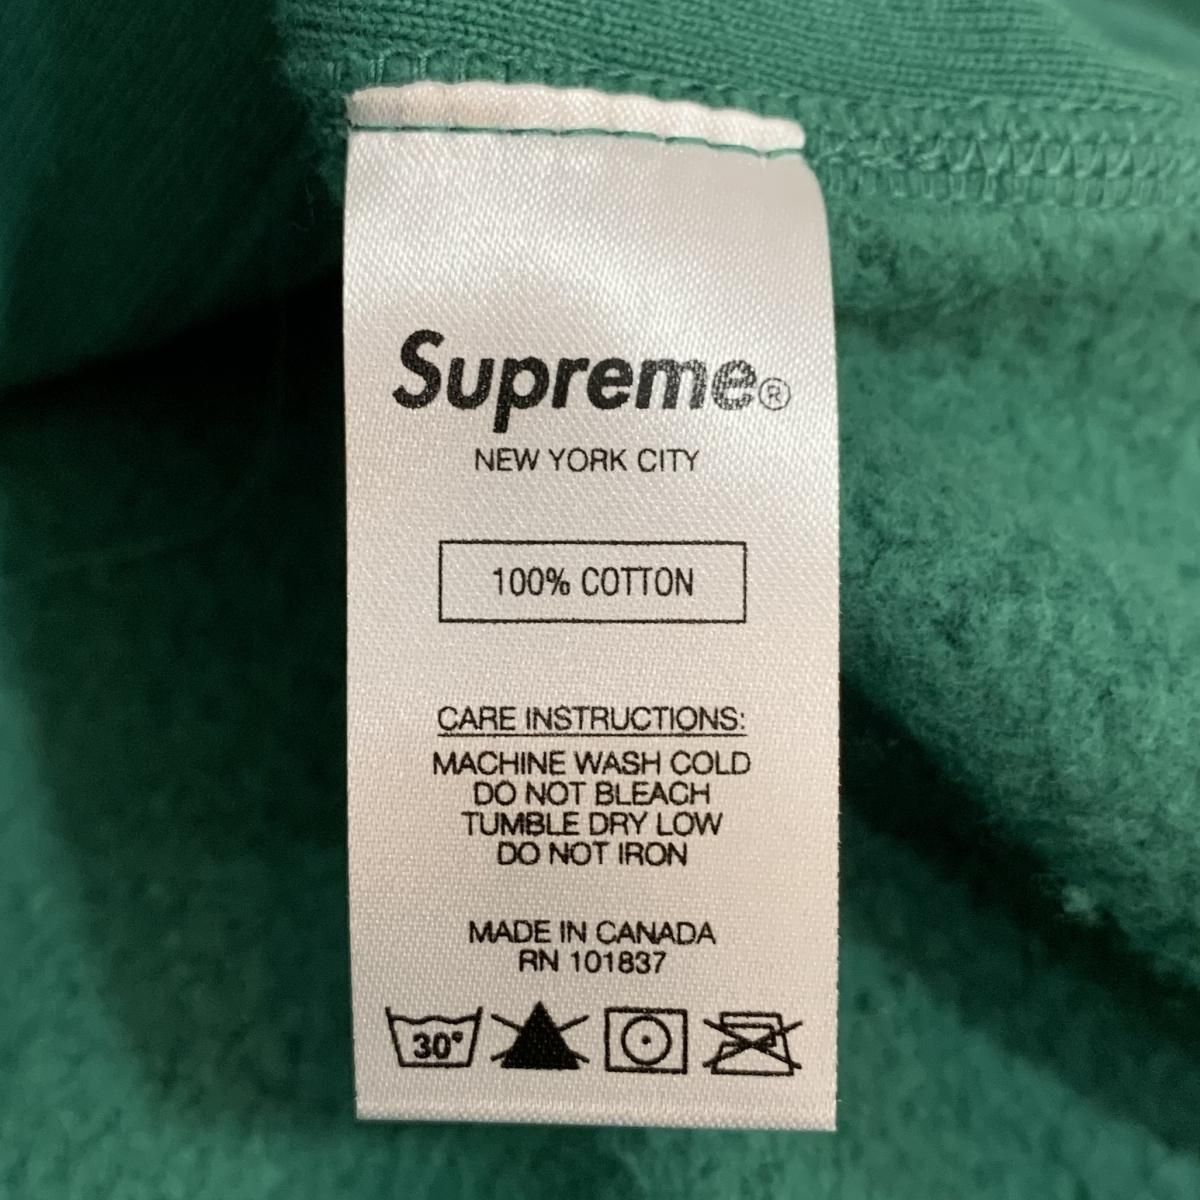 Supreme®
NEW YORK CITY
100% COTTON
CARE INSTRUCTIONS:
MACHINE WASH COLD
DO NOT BLEACH
TUMBLE DRY LOW
DO NOT IRON
MADE IN CANADA
RN 101837
30°